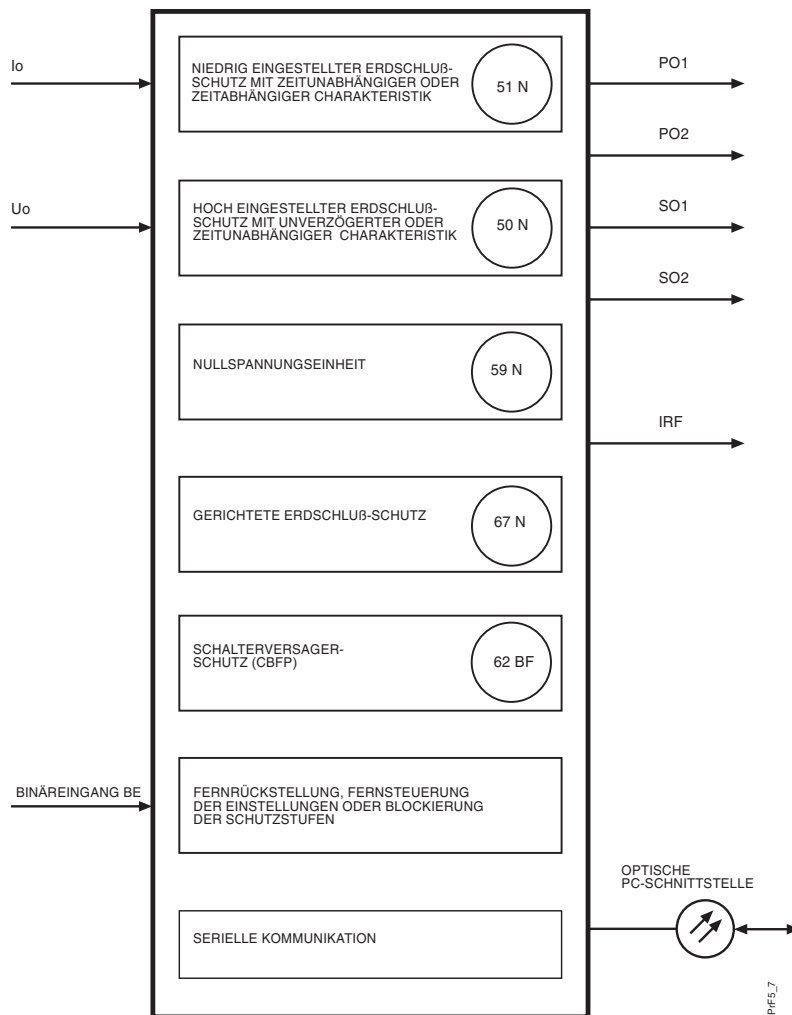 Io
NIEDRIG EINGESTELLTER ERDSCHLUß-
SCHUTZ MIT ZEITUNABHÄNGIGER ODER
ZEITABHÄNGIGER CHARAKTERISTIK
51 N
PO1
PO2
Uo
HOCH EINGESTELLTER ERDSCHLUß-
SCHUTZ MIT UNVERZÖGERTER ODER
ZEITUNABHÄNGIGER CHARAKTERISTIK
50 N
SO1
SO2
NULLSPANNUNGSEINHEIT
59 N
IRF
GERICHTETE ERDSCHLUß-SCHUTZ
67 N
SCHALTERVERSAGER-
SCHUTZ (CBFP)
62 BF
BINÄREINGANG BE
FERNRÜCKSTELLUNG, FERNSTEUERUNG
DER EINSTELLUNGEN ODER BLOCKIERUNG
DER SCHUTZSTUFEN
OPTISCHE
PC-SCHNITTSTELLE
SERIELLE KOMMUNIKATION
PrF5_7